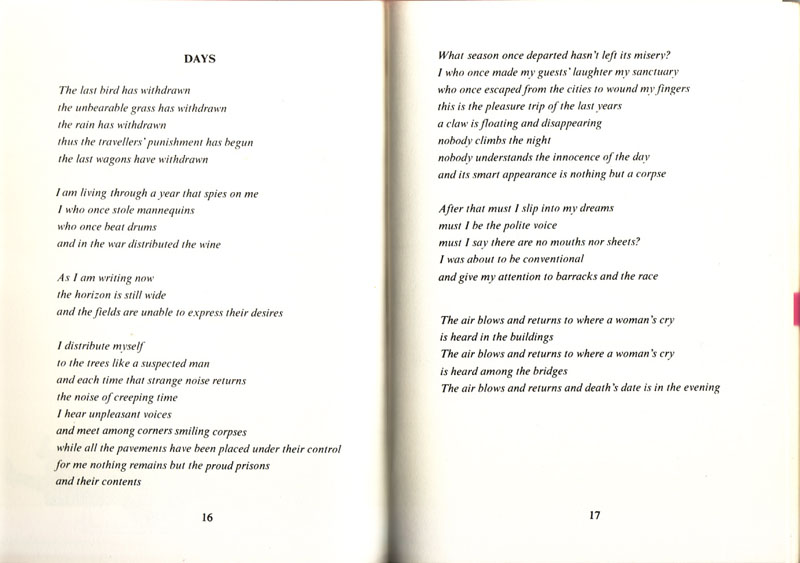 DAYS
The last bird has withdrawn
the unbearable grass has withdrawn
the rain has withdrawn
thus the travellers' punishment has begun
the last wagons have withdrawn
I am living through a year that spies on me
I who once stole mannequins
who once beat drums
and in the war distributed the wine
As I am writing now
the horizon is still wide
and the fields are unable to express their desires
I distribute myself
to the trees like a suspected man
and each time that strange noise returns
the noise of creeping time
I hear unpleasant voices
and meet among corners smiling corpses
while all the pavements have been placed under their control
for me nothing remains but the proud prisons
and their contents
16
What season once departed hasn't left its misery?
I who once made my guests' laughter my sanctuary
who once escaped from the cities to wound my fingers
this is the pleasure trip of the last years
a claw is floating and disappearing
nobody climbs the night
nobody understands the innocence of the day
and its smart appearance is nothing but a corpse
After that must I slip into my dreams
must I be the polite voice
must I say there are no mouths nor sheets?
I was about to be conventional
and give my attention to barracks and the race
The air blows and returns to where a woman's cry
is heard in the buildings
The air blows and returns to where a woman's cry
is heard among the bridges
The air blows and returns and death's date is in the evening
17